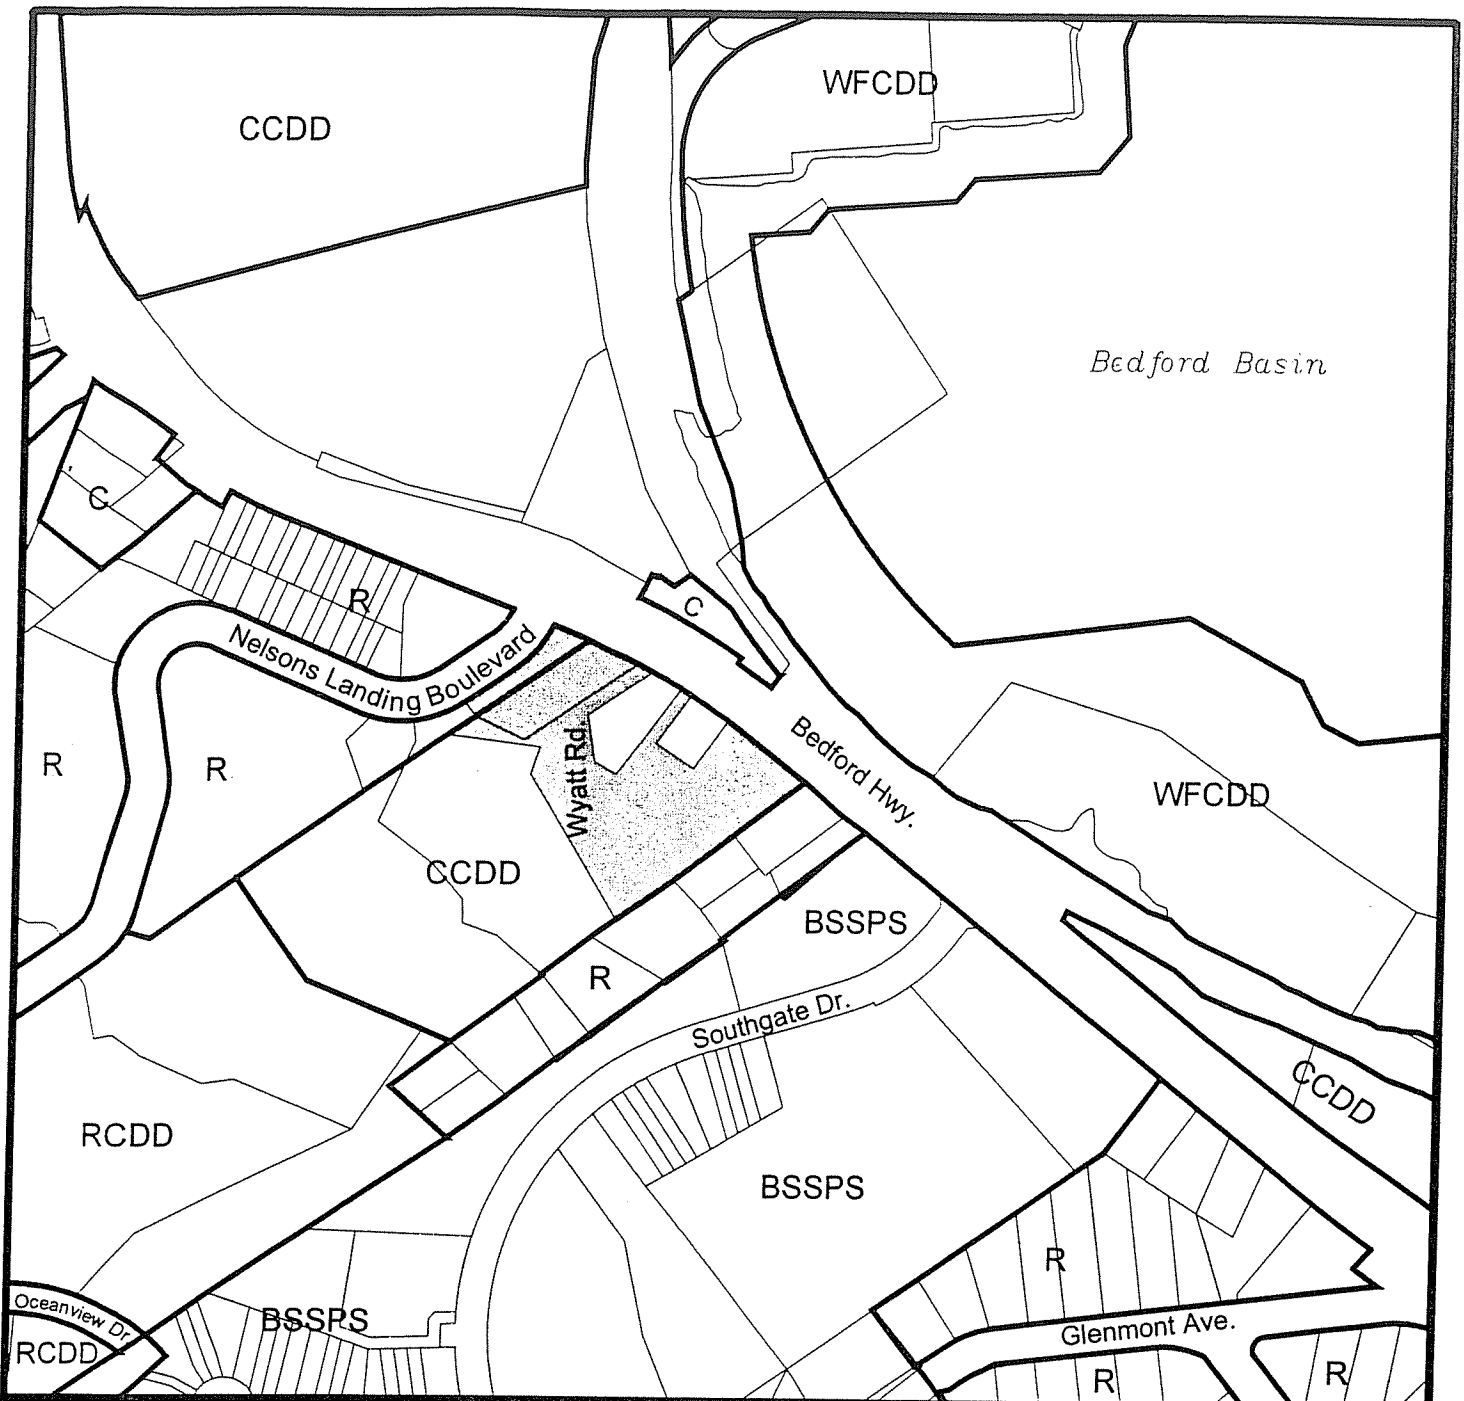 WFCDD
CCDD
Bedford Basin
C
R
C
Nelsons Landing Boulevard
Wyatt Rd.
Bedford Hwy.
R
R
WFCDD
CCDD
BSSPS
R
Southgate Dr.
CCDD
RCDD
BSSPS
R
Oceanview Dr
BSSPS
Glenmont Ave.
RCDD
R
R